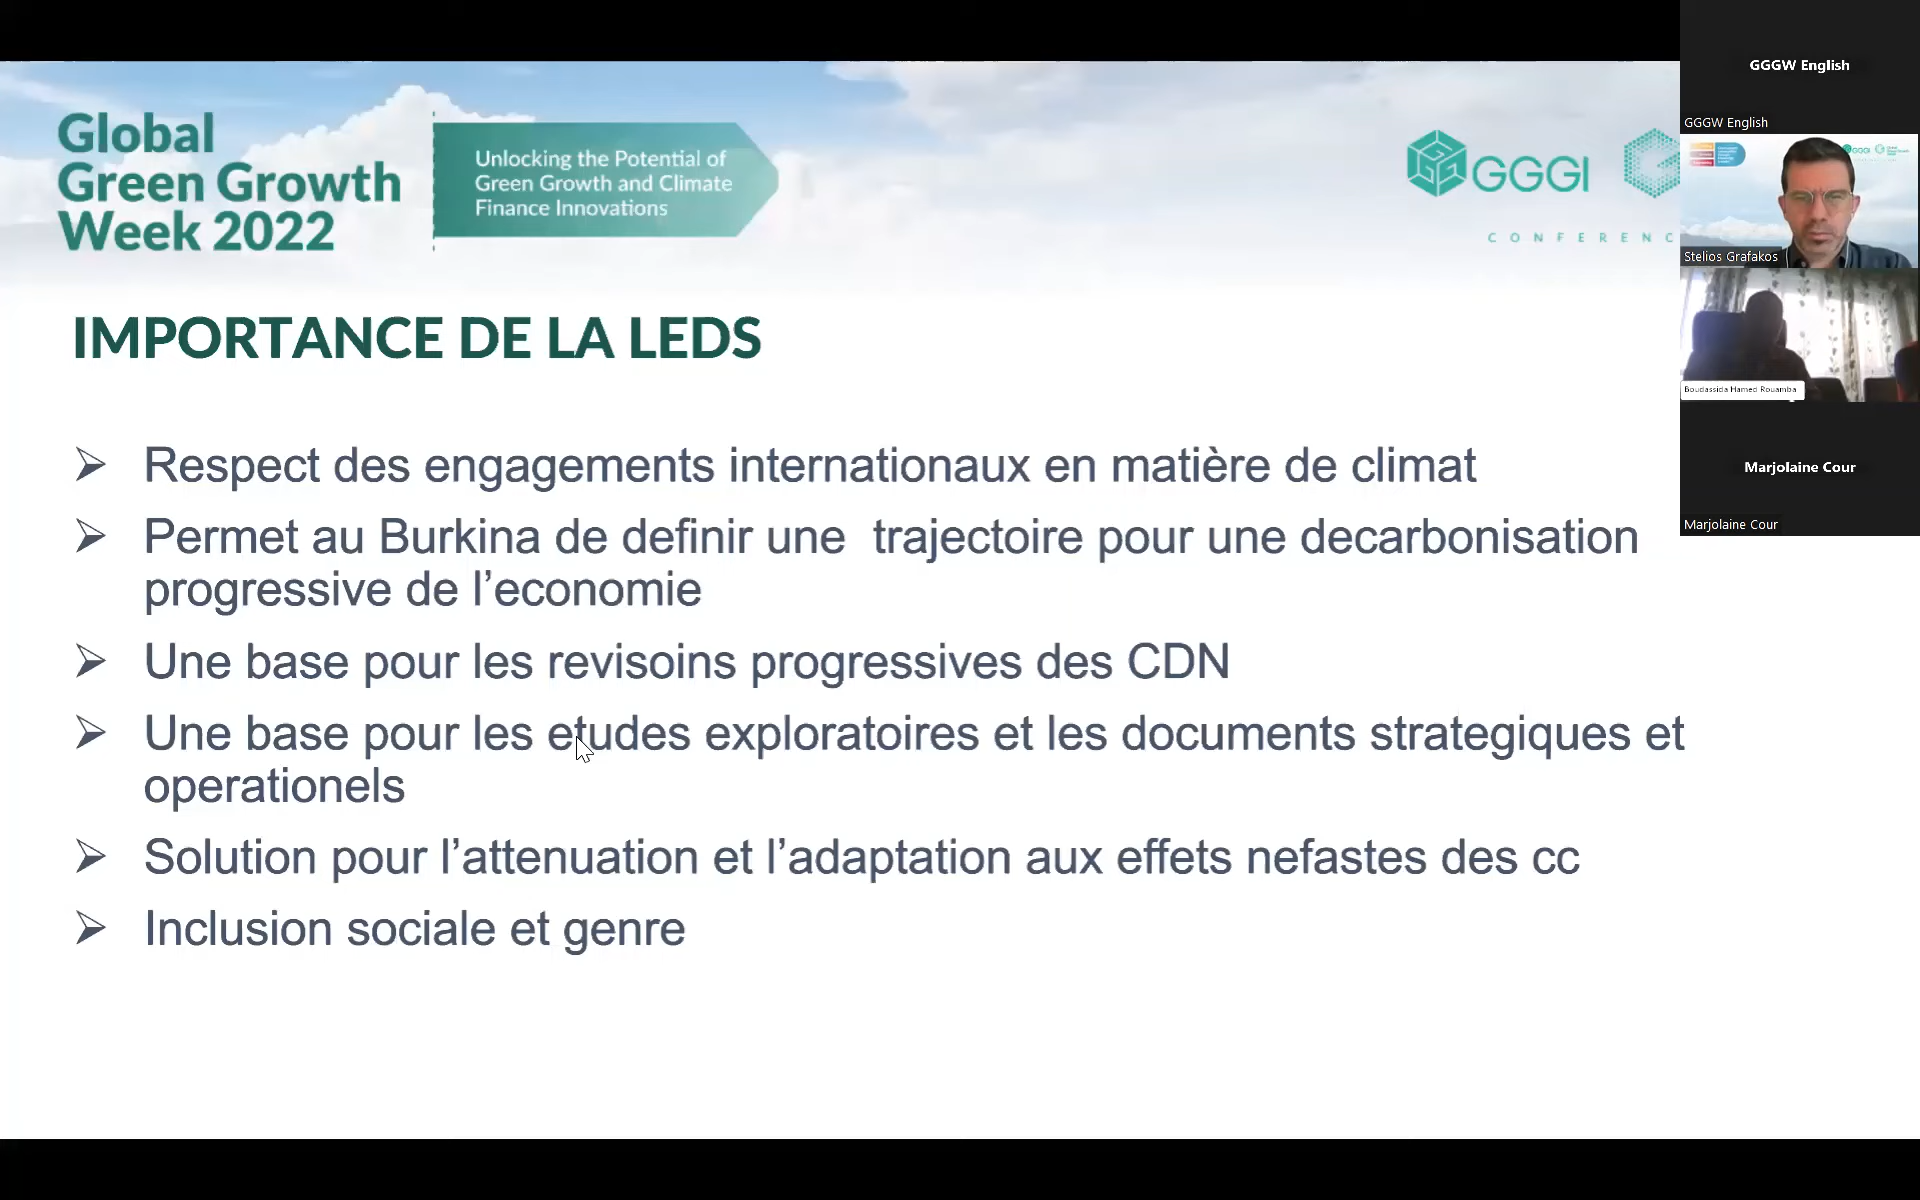 Global
Green Growth
Week 2022
Unlocking the Potential of
Green Growth and Climate
Finance Innovations
GGGI
CONFERENC
IMPORTANCE DE LA LEDS
➢ Respect des engagements internationaux en matière de climat
➢ Permet au Burkina de definir une  trajectoire pour une decarbonisation
progressive de l’economie
➢ Une base pour les revisoins progressives des CDN
➢ Une base pour les etudes exploratoires et les documents strategiques et
operationels
➢ Solution pour l’attenuation et l’adaptation aux effets nefastes des cc
➢ Inclusion sociale et genre
GGGW English
GGGW English
GGGI
Stelios Grafakos
Boudassida Hamed Rouamba
Marjolaine Cour
Marjolaine Cour